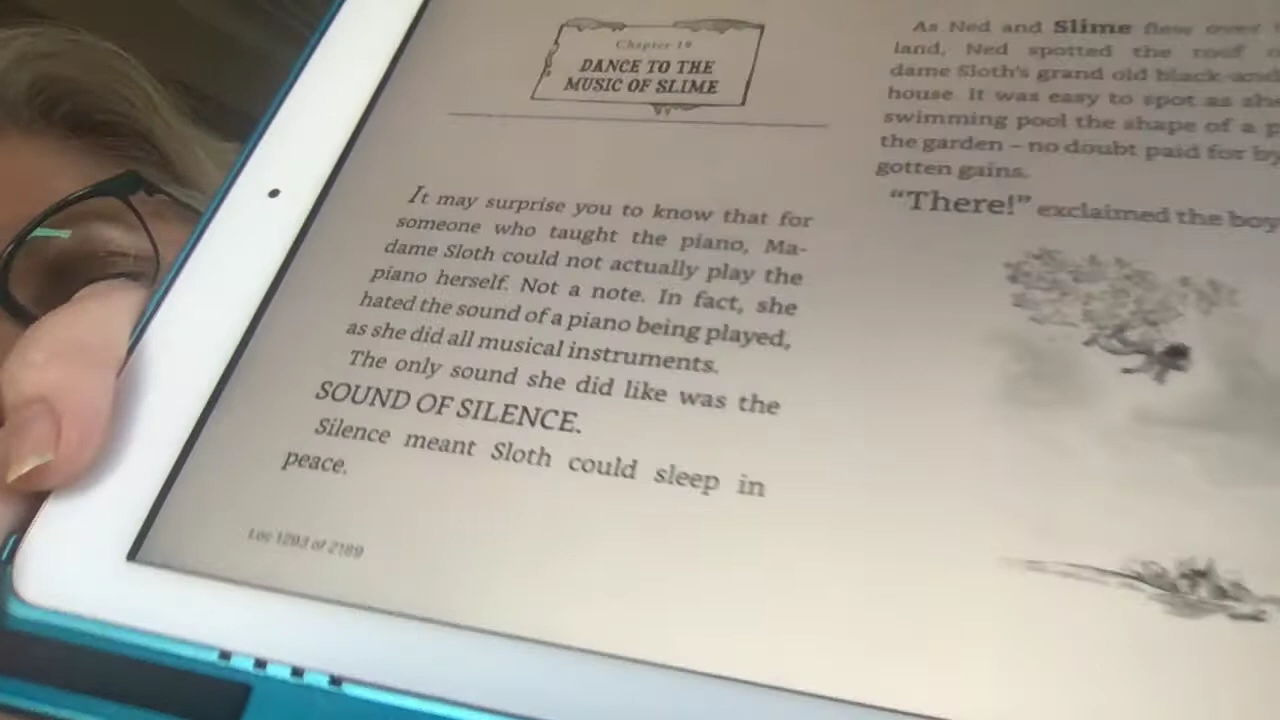 Chapter 19
DANCE TO THE
MUSIC OF SLIME
It may surprise you to know that for
someone who taught the piano, Ma-
dame Sloth could not actually play the
piano herself. Not a note. In fact, she
hated the sound of a piano being played,
as she did all musical instruments.
The only sound she did like was the
SOUND OF SILENCE.
Silence meant Sloth could sleep in
peace.
Loc 1293 of 2189
As Ned and Slime flew over
land, Ned spotted the roof
dame Sloth's grand old black-and
house. It was easy to spot as she
swimming pool the shape of a p
the garden – no doubt paid for by
gotten gains.
“There!” exclaimed the boy